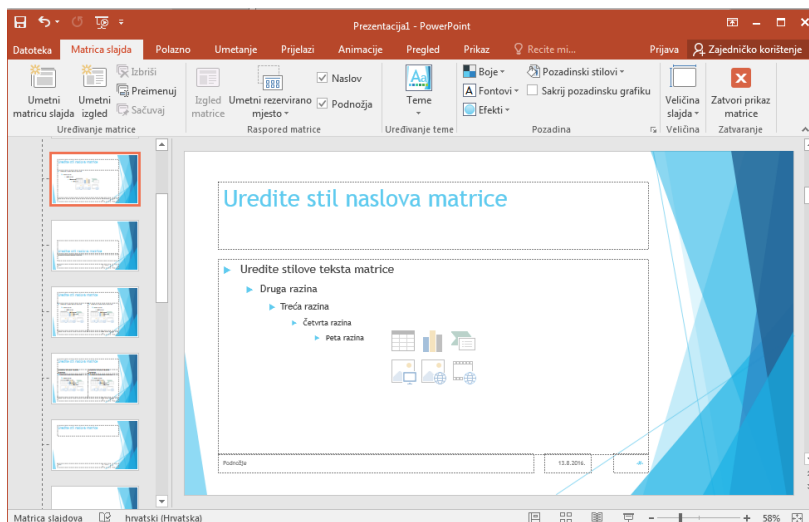 Prezentacija1 - PowerPoint
Datoteka Matrica slajda Polazno Umetanje Prijelazi Animacije Pregled Prikaz Recite mi... Prijava Zajedničko korištenje
Umetni matricu slajda
Umetni izgled
Izbriši
Preimenuj
Sačuvaj
Uređivanje matrice
Izgled matrice
Umetni rezervirano mjesto
Naslov
Podnožja
Raspored matrice
Teme
Uređivanje teme
Boje
Fontovi
Efekti
Pozadinski stilovi
Sakrij pozadinsku grafiku
Pozadina
Veličina slajda
Veličina
Zatvori prikaz matrice
Zatvaranje
Uredite stil naslova matrice
Uredite stilove teksta matrice
Druga razina
Treća razina
Četvrta razina
Peta razina
Podnožje
13.8.2016.
Matrica slajdova hrvatski (Hrvatska) 58%